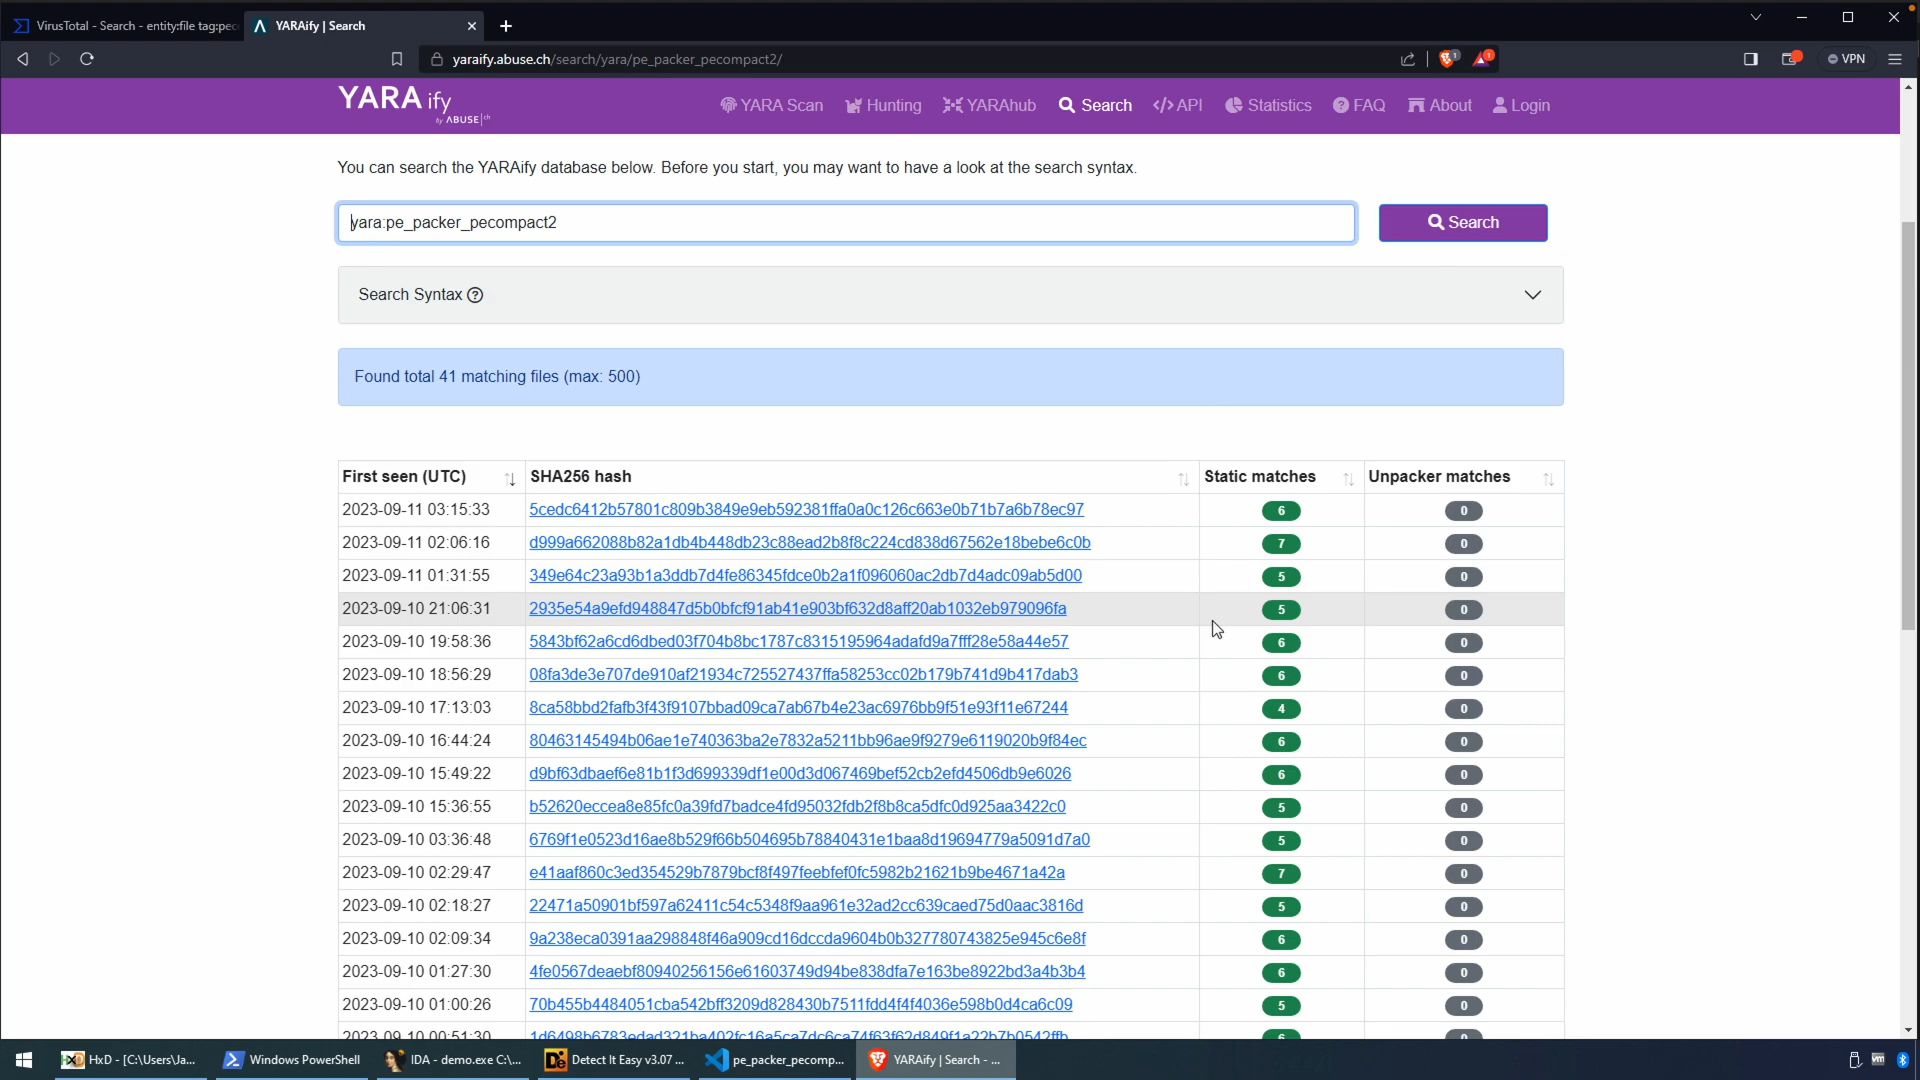 VirusTotal - Search - entity:file tag:pec
YARAify | Search
yaraify.abuse.ch/search/yara/pe_packer_pecompact2/
1
1
VPN
YARA ify
by ABUSE ch
YARA Scan
Hunting
YARAhub
Search
</> API
Statistics
FAQ
About
Login
You can search the YARAify database below. Before you start, you may want to have a look at the search syntax.
yara:pe_packer_pecompact2
Search
Search Syntax
Found total 41 matching files (max: 500)
First seen (UTC) SHA256 hash Static matches Unpacker matches
2023-09-11 03:15:33 5cedc6412b57801c809b3849e9eb592381ffa0a0c126c663e0b71b7a6b78ec97 6 0
2023-09-11 02:06:16 d999a662088b82a1db4b448db23c88ead2b8f8c224cd838d67562e18bebe6c0b 7 0
2023-09-11 01:31:55 349e64c23a93b1a3ddb7d4fe86345fdce0b2a1f096060ac2db7d4adc09ab5d00 5 0
2023-09-10 21:06:31 2935e54a9efd948847d5b0bfcf91ab41e903bf632d8aff20ab1032eb979096fa 5 0
2023-09-10 19:58:36 5843bf62a6cd6dbed03f704b8bc1787c8315195964adafd9a7fff28e58a44e57 6 0
2023-09-10 18:56:29 08fa3de3e707de910af21934c725527437ffa58253cc02b179b741d9b417dab3 6 0
2023-09-10 17:13:03 8ca58bbd2fafb3f43f9107bbad09ca7ab67b4e23ac6976bb9f51e93f11e67244 4 0
2023-09-10 16:44:24 80463145494b06ae1e740363ba2e7832a5211bb96ae9f9279e6119020b9f84ec 6 0
2023-09-10 15:49:22 d9bf63dbaef6e81b1f3d699339df1e00d3d067469bef52cb2efd4506db9e6026 6 0
2023-09-10 15:36:55 b52620eccea8e85fc0a39fd7badce4fd95032fdb2f8b8ca5dfc0d925aa3422c0 5 0
2023-09-10 03:36:48 6769f1e0523d16ae8b529f66b504695b78840431e1baa8d19694779a5091d7a0 5 0
2023-09-10 02:29:47 e41aaf860c3ed354529b7879bcf8f497feebfef0fc5982b21621b9be4671a42a 7 0
2023-09-10 02:18:27 22471a50901bf597a62411c54c5348f9aa961e32ad2cc639caed75d0aac3816d 5 0
2023-09-10 02:09:34 9a238eca0391aa298848f46a909cd16dccda9604b0b327780743825e945c6e8f 6 0
2023-09-10 01:27:30 4fe0567deaebf80940256156e61603749d94be838dfa7e163be8922bd3a4b3b4 6 0
2023-09-10 01:00:26 70b455b4484051cba542bff3209d828430b7511fdd4f4f4036e598b0d4ca6c09 5 0
2023-09-10 00:51:30 1d6498b6783edad321ba402fc16a5ca7dc6ca74f63f62d849f1a22b7b0542ffb 6 0
HxD - [C:\Users\Ja...
Windows PowerShell
IDA - demo.exe C:\...
Detect It Easy v3.07 ...
pe_packer_pecomp...
YARAify | Search - ...